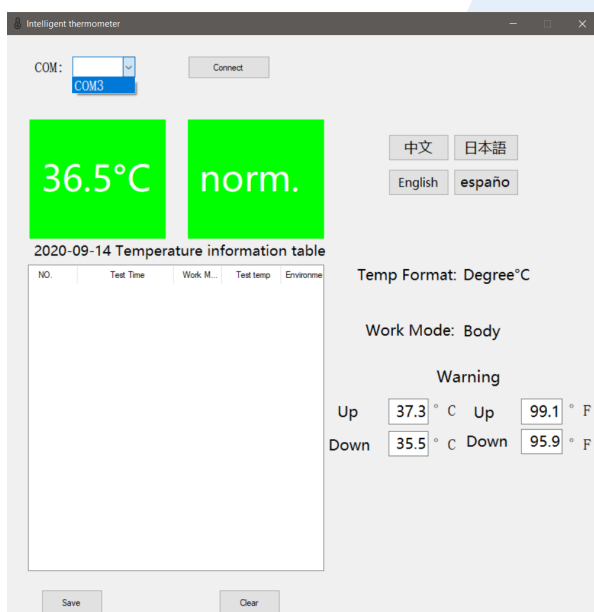 Intelligent thermometer
COM:
Connect
COM3
36.5°C
norm.
中文
日本語
English
españo
2020-09-14 Temperature information table
NO.
Test Time
Work M...
Test temp
Environme
Temp Format: Degree°C
Work Mode: Body
Warning
Up 37.3 ° C Up 99.1 ° F
Down 35.5 ° C Down 95.9 ° F
Save
Clear